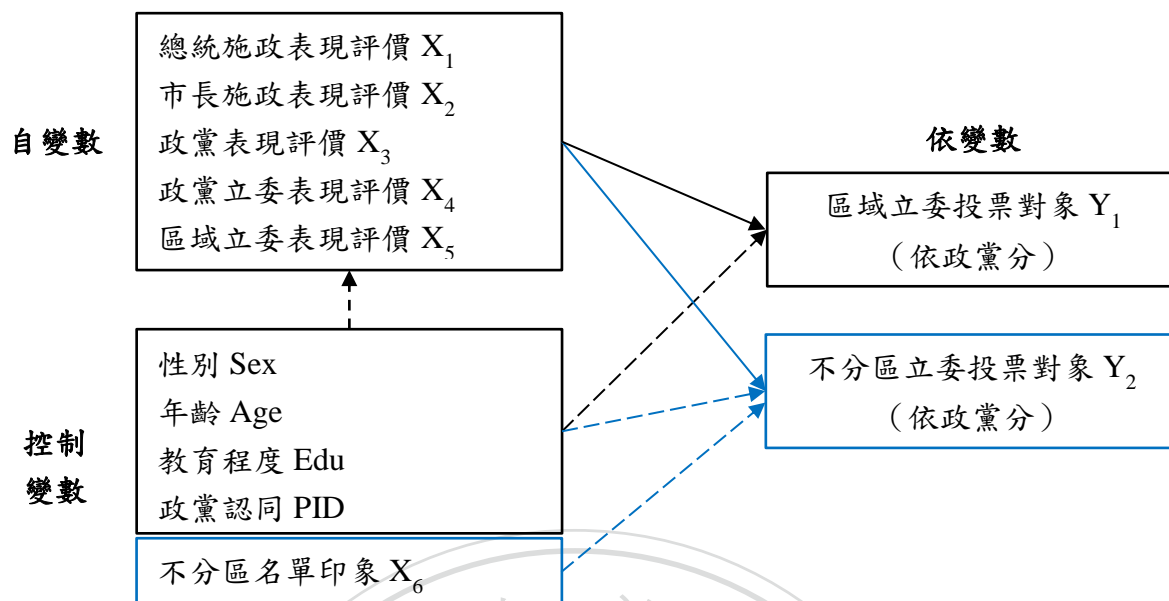 總統施政表現評價 X₁
市長施政表現評價 X₂
自變數
政黨表現評價 X₃
政黨立委表現評價 X₄
區域立委表現評價 X₅
依變數
區域立委投票對象 Y₁
（依政黨分）
性別 Sex
年齡 Age
教育程度 Edu
政黨認同 PID
控制
變數
不分區名單印象 X₆
不分區立委投票對象 Y₂
（依政黨分）